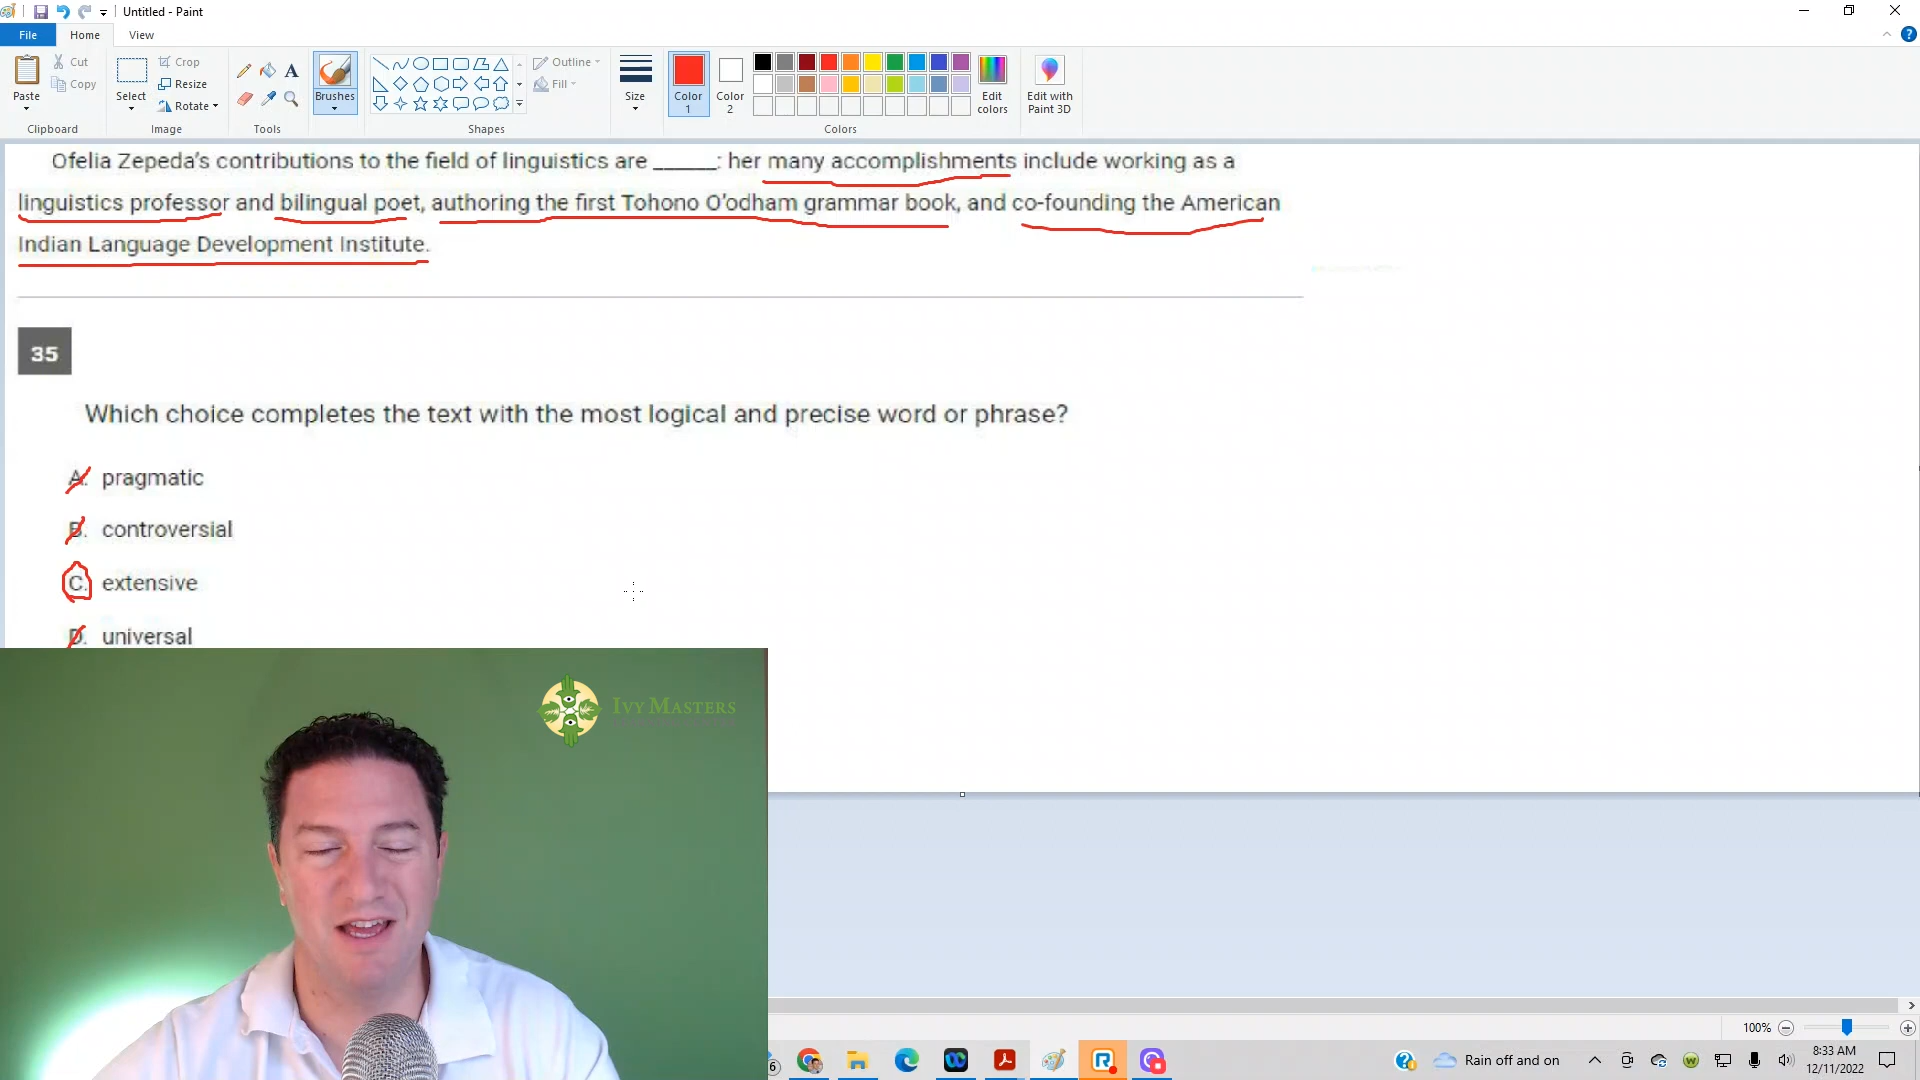 Untitled - Paint
File
Home
View
Paste
Cut
Copy
Clipboard
Select
Crop
Resize
Rotate
Image
A
Tools
Brushes
Shapes
Outline
Fill
Size
Color
1
Color
2
Colors
Edit
colors
Edit with
Paint 3D
Ofelia Zepeda's contributions to the field of linguistics are ______: her many accomplishments include working as a
linguistics professor and bilingual poet, authoring the first Tohono O'odham grammar book, and co-founding the American
Indian Language Development Institute.
35
Which choice completes the text with the most logical and precise word or phrase?
A. pragmatic
B. controversial
C. extensive
D. universal
IVY MASTERS
100%
Rain off and on
8:33 AM
12/11/2022